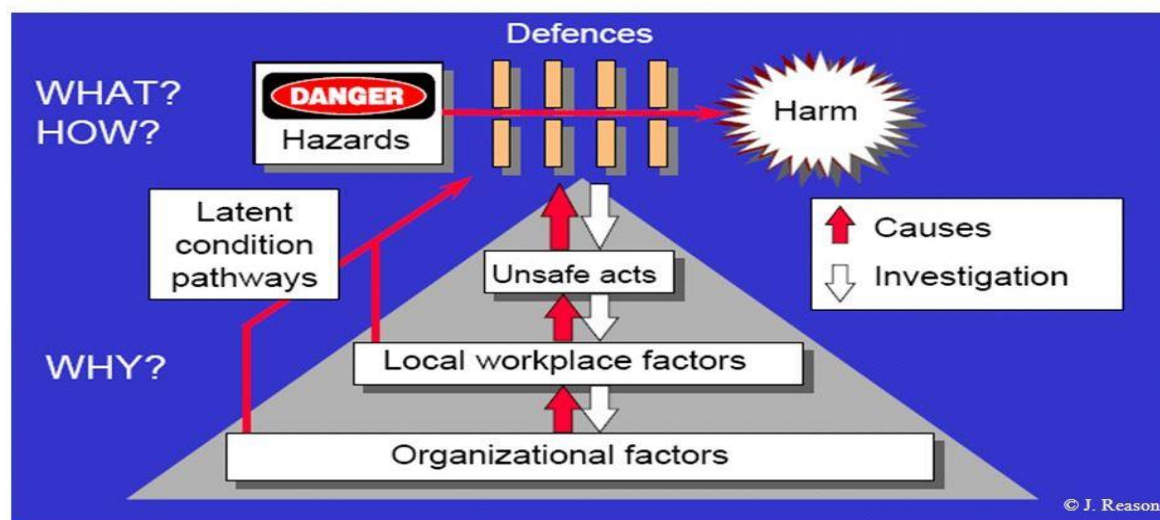 Defences
WHAT?
HOW?
DANGER
Hazards
Harm
Latent
condition
pathways
Causes
Investigation
Unsafe acts
WHY?
Local workplace factors
Organizational factors
© J. Reason